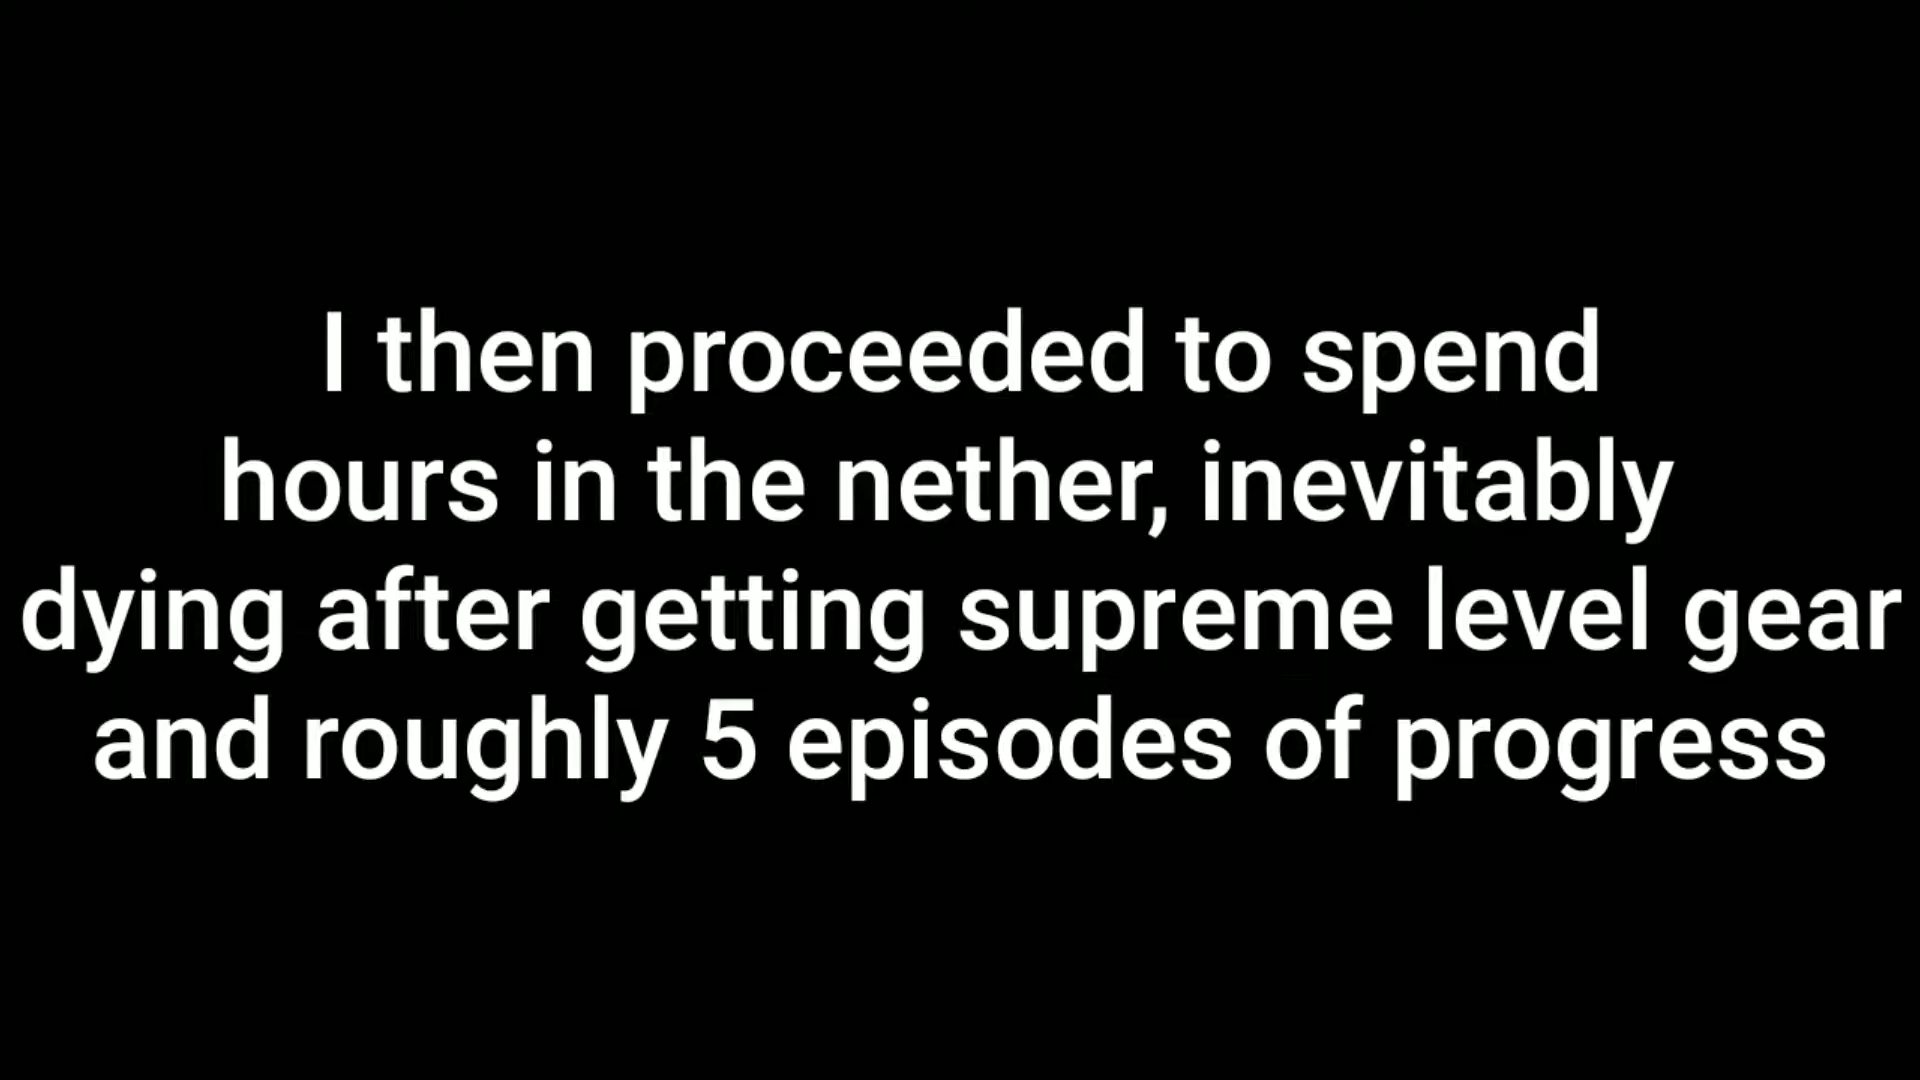 I then proceeded to spend
hours in the nether, inevitably
dying after getting supreme level gear
and roughly 5 episodes of progress